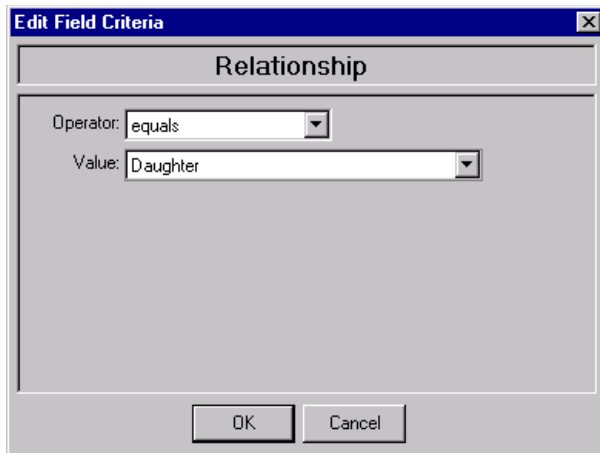 Edit Field Criteria
Relationship
Operator: equals
Value: Daughter
OK Cancel